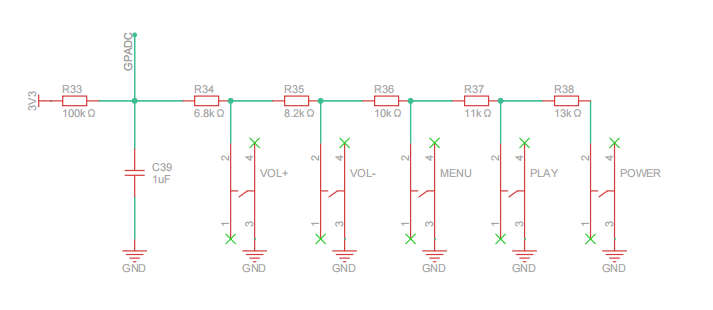 GPADC
3V3
R33
100kΩ
R34
6.8kΩ
R35
8.2kΩ
R36
10kΩ
R37
11kΩ
R38
13kΩ
C39
1uF
2 4 VOL+
1 3
2 4 VOL-
1 3
2 4 MENU
1 3
2 4 PLAY
1 3
2 4 POWER
1 3
GND
GND
GND
GND
GND
GND